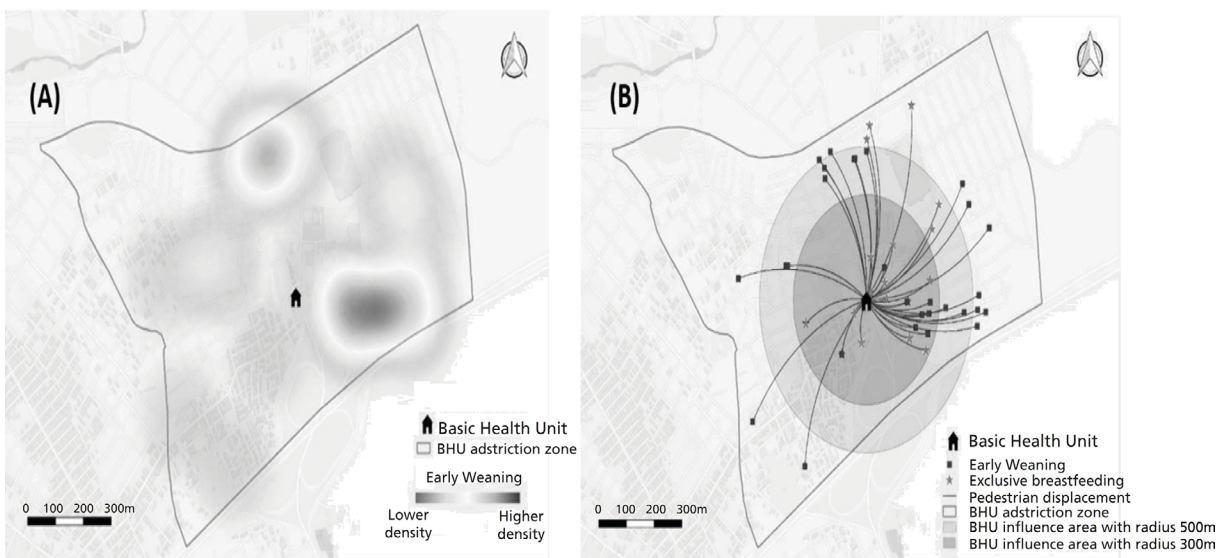 (A)
Basic Health Unit
BHU adstriction zone
Early Weaning
Lower density
Higher density
0 100 200 300m
(B)
Basic Health Unit
Early Weaning
Exclusive breastfeeding
Pedestrian displacement
BHU adstriction zone
BHU influence area with radius 500m
BHU influence area with radius 300m
0 100 200 300m